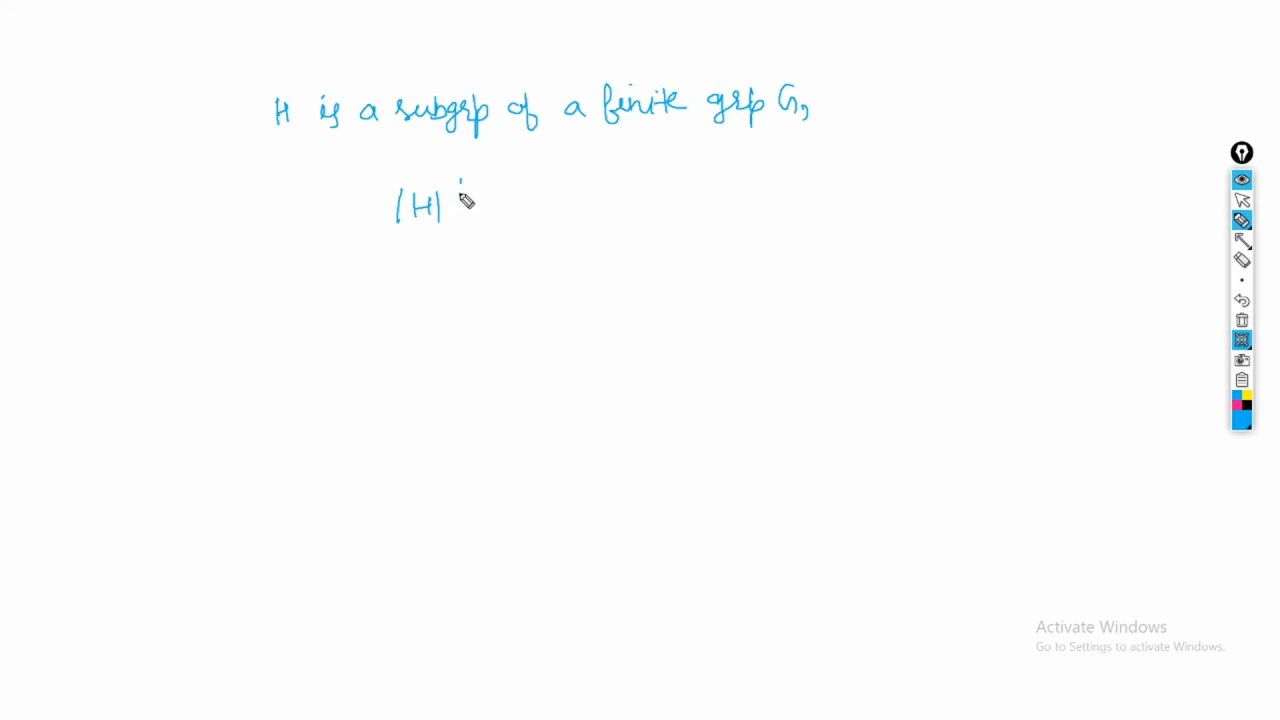 H is a subgrp of a finite grp G,
|H|
Activate Windows
Go to Settings to activate Windows.